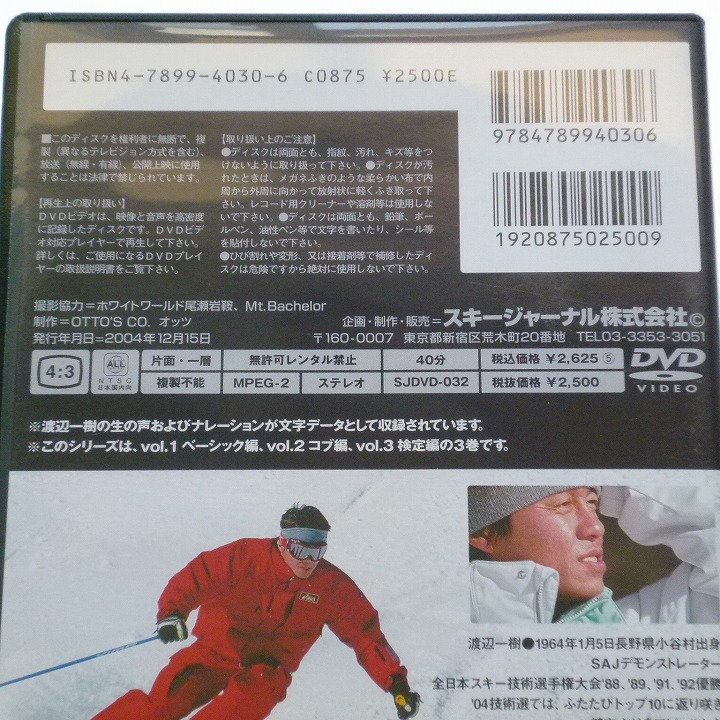 ISBN4-7899-4030-6 C0875 ¥2500E
9784789940306
1920875025009
■このディスクを権利者に無断で、複
製(異なるテレビジョン方式を含む)、
放送(無線・有線)、公開上映に使用
することは法律で禁じられています。
【再生上の取り扱い】
DVDビデオは、映像と音声を高密度
に記録したディスクです。DVDビデ
オ対応プレイヤーで再生して下さい。
詳しくは、ご使用になるDVDプレイ
ヤーの取扱説明書をご覧下さい。
【取り扱い上のご注意】
●ディスクは両面とも、指紋、汚れ、キズ等をつ
けないように取り扱って下さい。●ディスクが汚
れたときは、メガネふきのような柔らかい布で内
周から外周に向かって放射状に軽くふき取って下
さい。レコード用クリーナーや溶剤等は使用しな
いで下さい。●ディスクは両面とも、鉛筆、ボー
ルペン、油性ペン等で文字を書いたり、シール等
を貼付しないで下さい。
●ひび割れや変形、又は接着剤等で補修したディ
スクは危険ですから絶対に使用しないで下さい。
撮影協力=ホワイトワールド尾瀬岩鞍、Mt.Bachelor
制作=OTTO'S CO. オッツ
発行年月日=2004年12月15日
企画・制作・販売=スキージャーナル株式会社©
〒160-0007 東京都新宿区荒木町20番地 TEL03-3353-3051
4:3
ALL
NTSC
日本国内向
片面・一層 無許可レンタル禁止 40分 税込価格 ¥2,625 ⑤
複製不能 MPEG-2 ステレオ SJDVD-032 税抜価格 ¥2,500
DVD
VIDEO
※渡辺一樹の生の声およびナレーションが文字データとして収録されています。
※このシリーズは、vol.1 ベーシック編、vol.2 コブ編、vol.3 検定編の3巻です。
渡辺一樹●1964年1月5日長野県小谷村出身
SAJデモンストレーター
全日本スキー技術選手権大会'88、'89、'91、'92優勝
'04技術選では、ふたたびトップ10に返り咲き